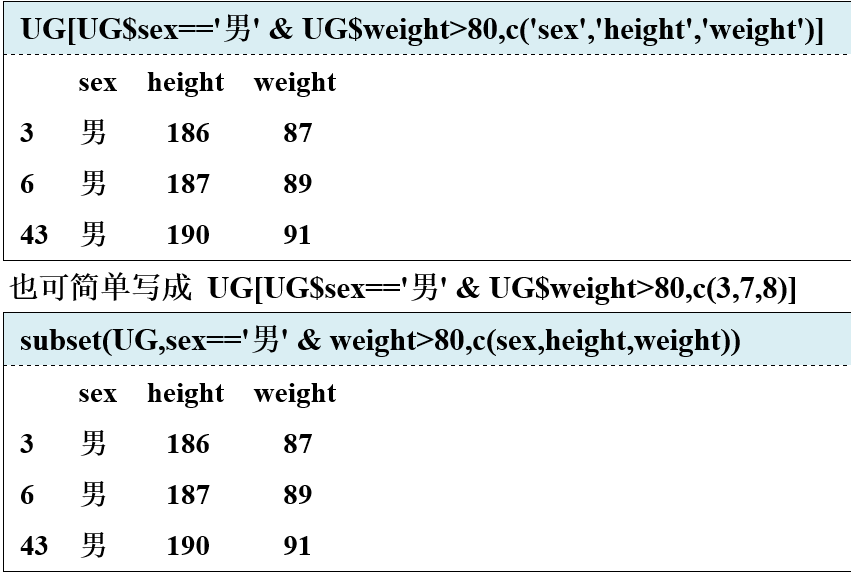 UG[UG$sex=='男' & UG$weight>80,c('sex','height','weight')]
sex height weight
3 男 186 87
6 男 187 89
43 男 190 91
也可简单写成 UG[UG$sex=='男' & UG$weight>80,c(3,7,8)]
subset(UG,sex=='男' & weight>80,c(sex,height,weight))
sex height weight
3 男 186 87
6 男 187 89
43 男 190 91